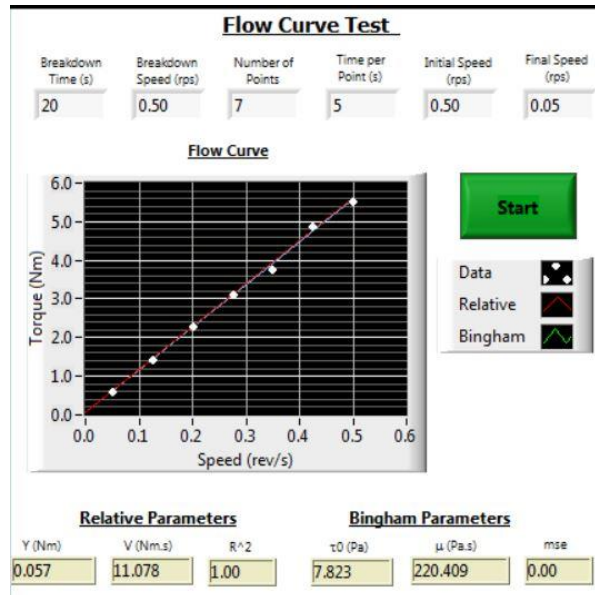 Flow Curve Test
Breakdown Time (s)
Breakdown Speed (rps)
Number of Points
Time per Point (s)
Initial Speed (rps)
Final Speed (rps)
20 0.50 7 5 0.50 0.05
Flow Curve
6.0
5.0
4.0
3.0
2.0
1.0
0.0
Torque (Nm)
0.0 0.1 0.2 0.3 0.4 0.5 0.6
Speed (rev/s)
Start
Data
Relative
Bingham
Relative Parameters
Bingham Parameters
Y (Nm) V (Nm.s) R^2 τ0 (Pa) μ (Pa.s) mse
0.057 11.078 1.00 7.823 220.409 0.00